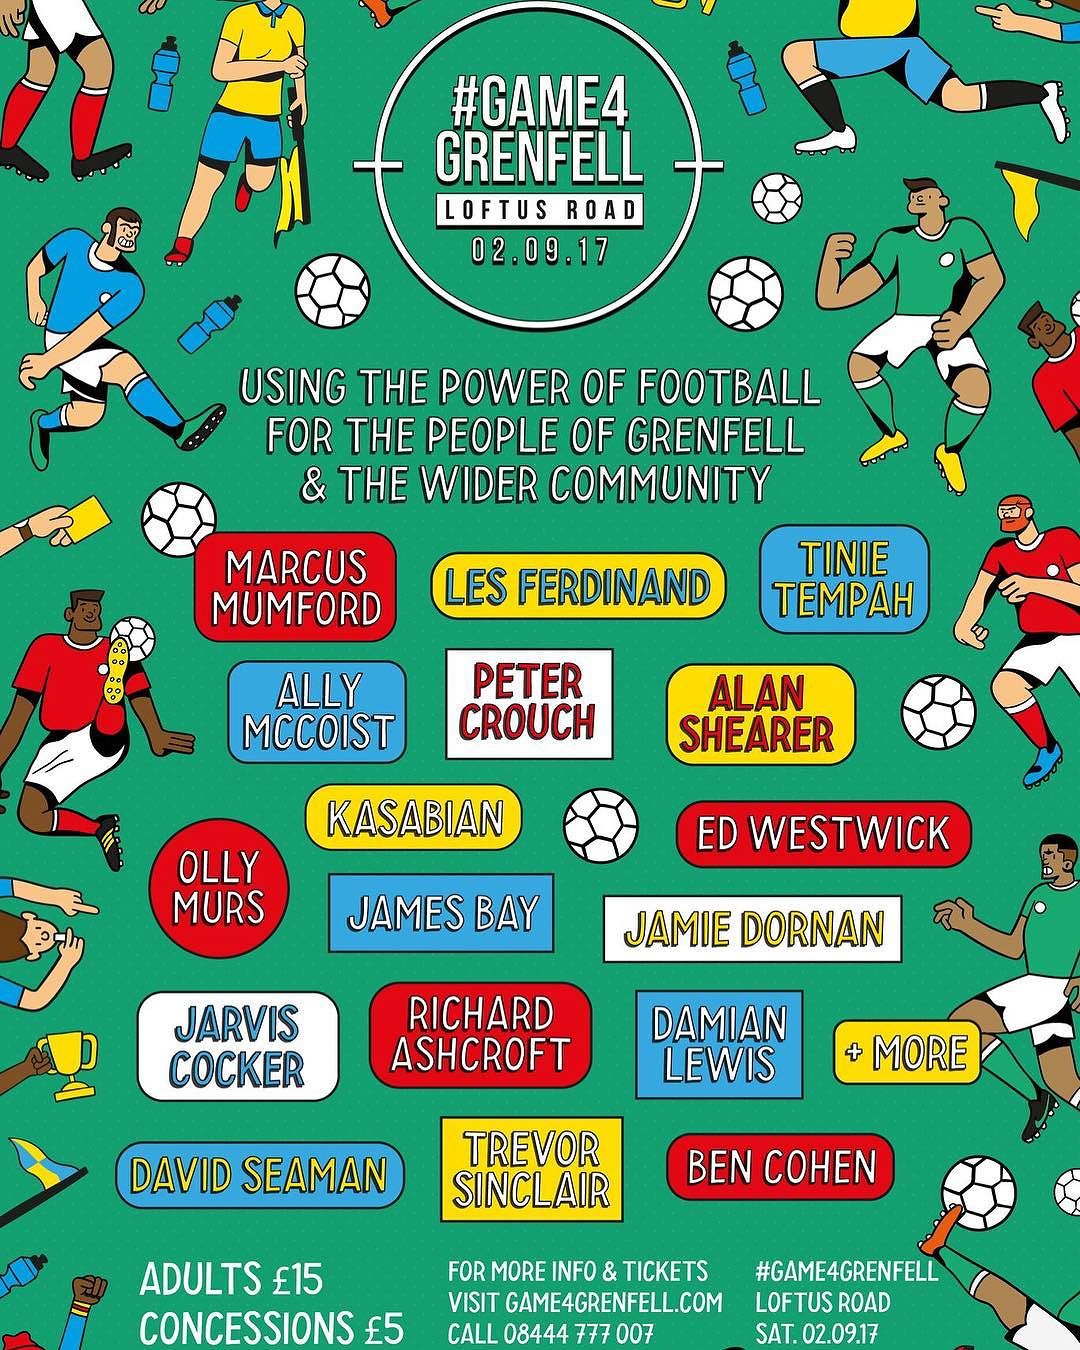 #GAME4
GRENFELL
LOFTUS ROAD
02.09.17
USING THE POWER OF FOOTBALL
FOR THE PEOPLE OF GRENFELL
& THE WIDER COMMUNITY
MARCUS
MUMFORD
LES FERDINAND
TINIE
TEMPAH
ALLY
MCCOIST
PETER
CROUCH
ALAN
SHEARER
KASABIAN
ED WESTWICK
OLLY
MURS
JAMES BAY
JAMIE DORNAN
JARVIS
COCKER
RICHARD
ASHCROFT
DAMIAN
LEWIS
+ MORE
DAVID SEAMAN
TREVOR
SINCLAIR
BEN COHEN
ADULTS £15
CONCESSIONS £5
FOR MORE INFO & TICKETS
VISIT GAME4GRENFELL.COM
CALL 08444 777 007
#GAME4GRENFELL
LOFTUS ROAD
SAT. 02.09.17